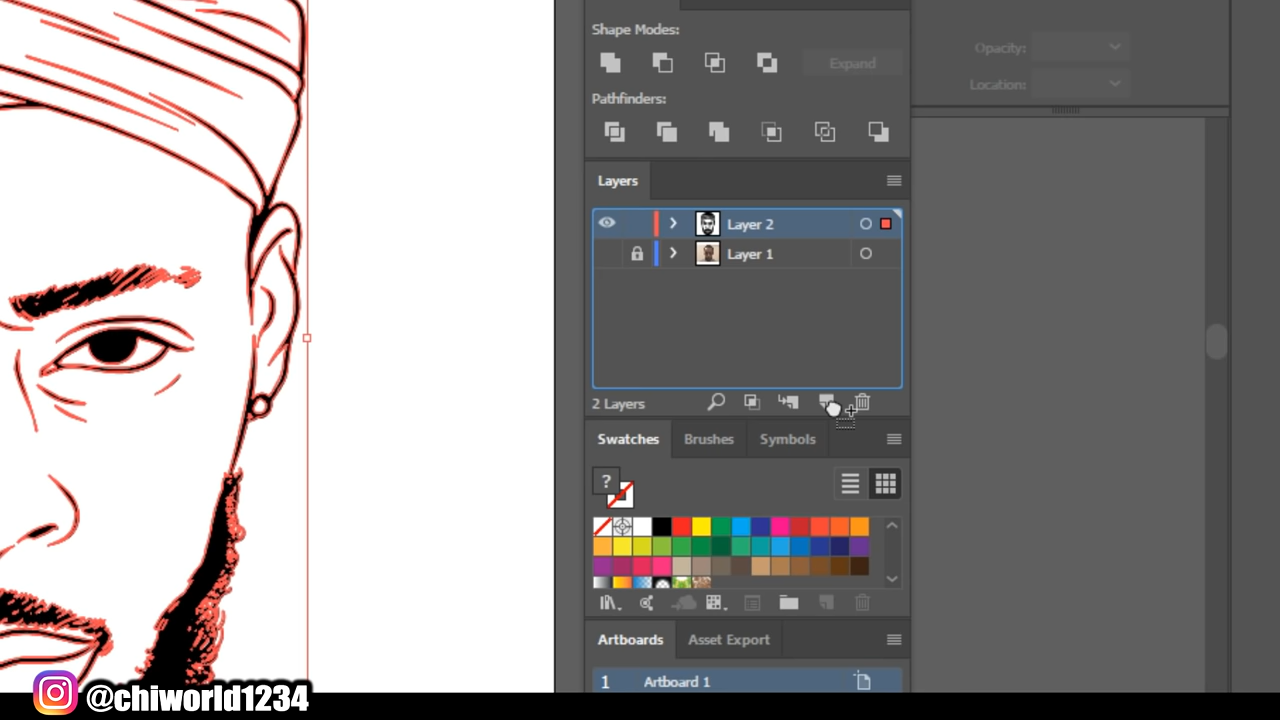 Shape Modes:
Expand
Pathfinders:
Opacity:
Location:
Layers
Layer 2
Layer 1
2 Layers
Swatches Brushes Symbols
?
Artboards Asset Export
1 Artboard 1
@chiworld1234